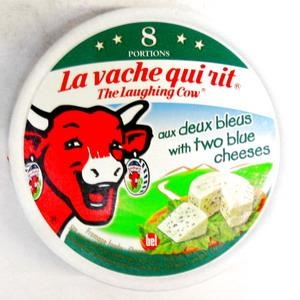 8
PORTIONS
La vache qui rit®
The Laughing Cow®
aux deux bleus
with two blue
cheeses
bel